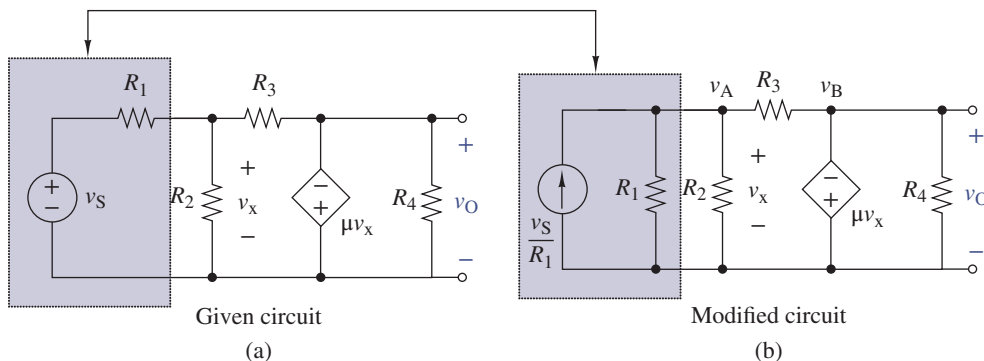 R1
R3
+
−
vS
R2
+
vx
−
−
+
μvx
R4
+
vO
−
Given circuit
(a)
vA
R3
vB
vS
R1
R1
R2
+
vx
−
−
+
μvx
R4
+
vO
−
Modified circuit
(b)